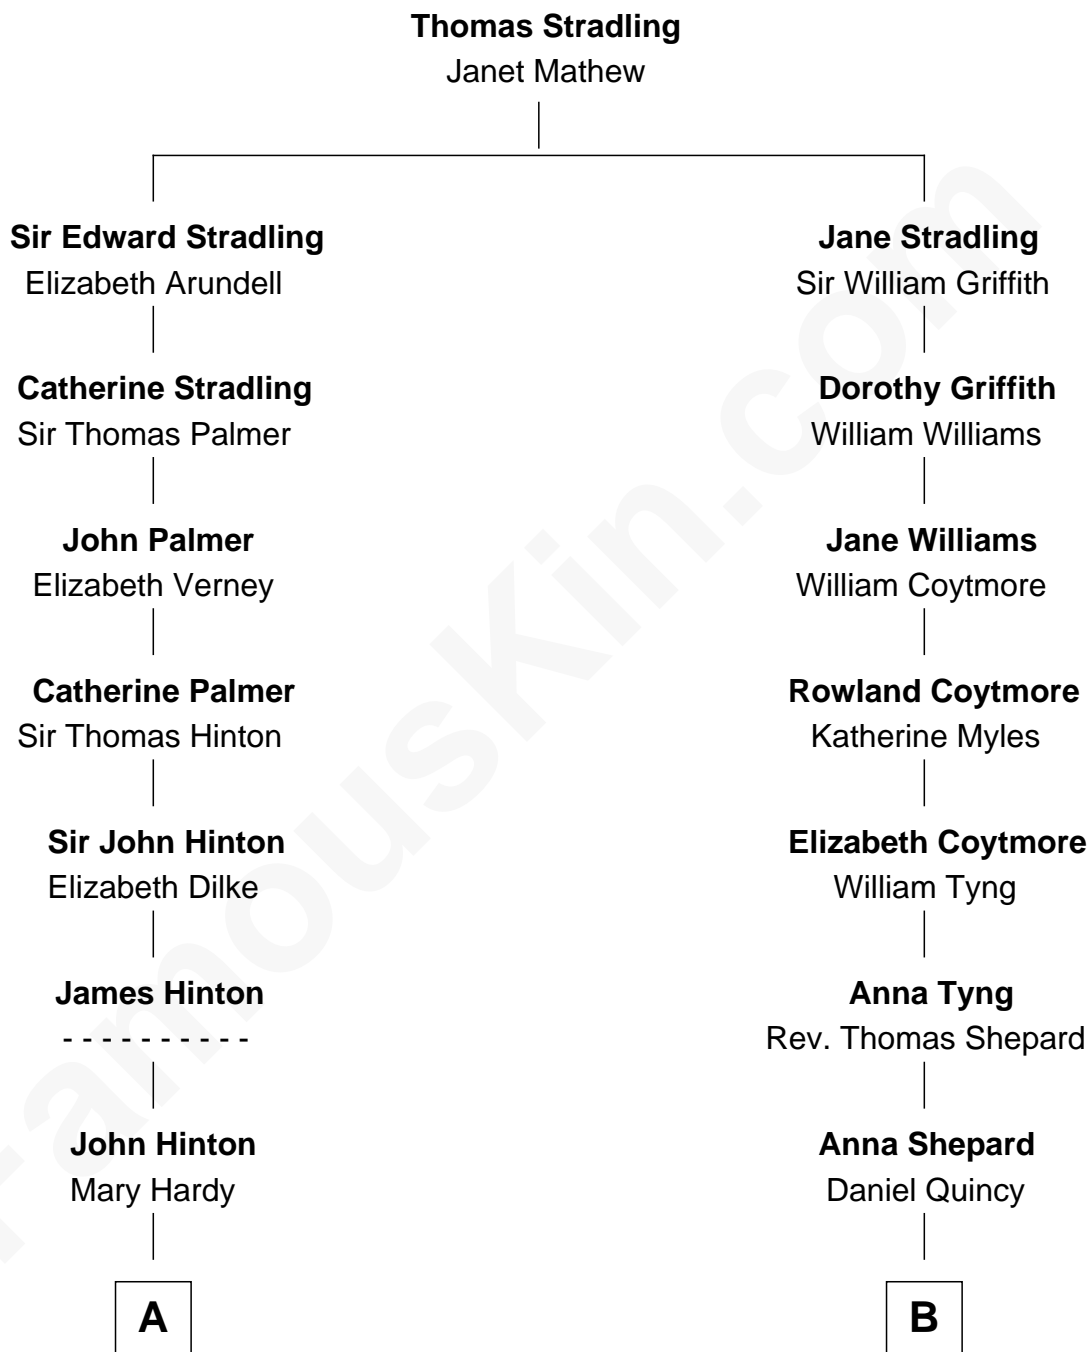 Thomas Stradling
Janet Mathew
Sir Edward Stradling
Elizabeth Arundell
Jane Stradling
Sir William Griffith
Catherine Stradling
Sir Thomas Palmer
Dorothy Griffith
William Williams
John Palmer
Elizabeth Verney
Jane Williams
William Coytmore
Catherine Palmer
Sir Thomas Hinton
Rowland Coytmore
Katherine Myles
Sir John Hinton
Elizabeth Dilke
Elizabeth Coytmore
William Tyng
James Hinton
- - - - - - - - - -
Anna Tyng
Rev. Thomas Shepard
John Hinton
Mary Hardy
Anna Shepard
Daniel Quincy
A
B
FamousKin.com